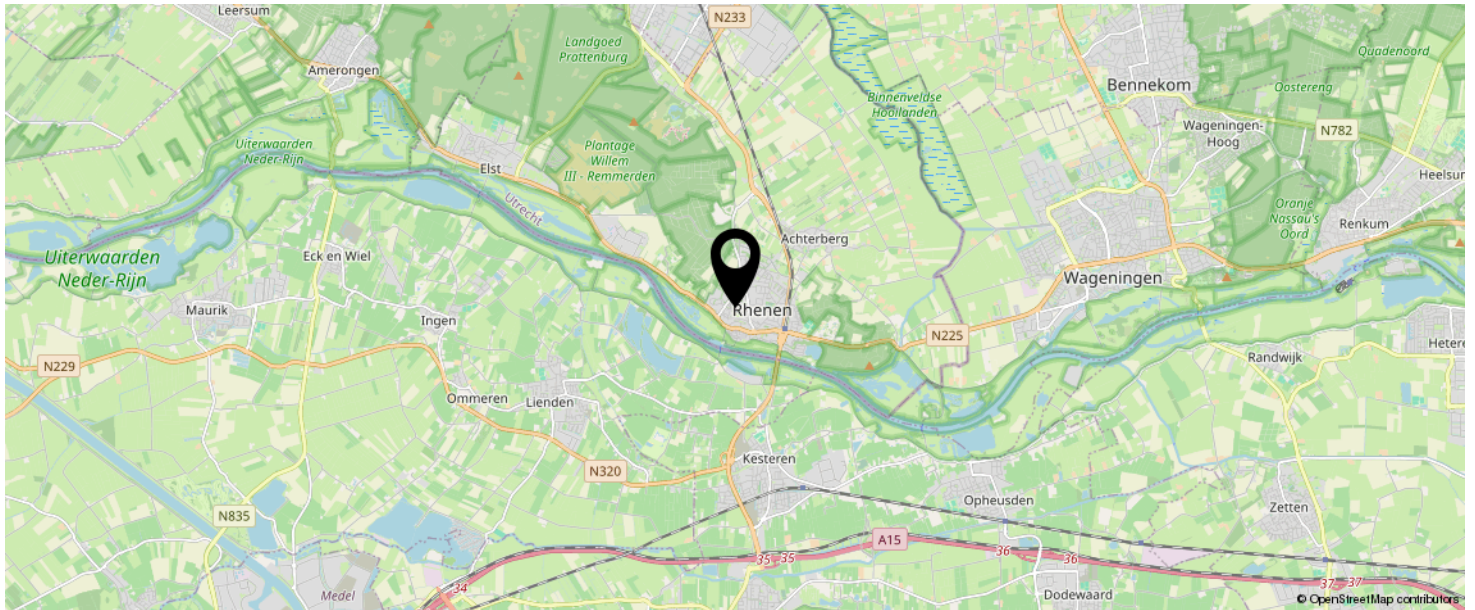 Leersum
N233
Landgoed
Prattenburg
Quadenoord
Amerongen
Bennekom
Oostereng
Binnenveldse
Hooilanden
Wageningen-
Hoog
N782
Uiterwaarden
Neder-Rijn
Plantage
Willem
III - Remmerden
Elst
Heelsum
Utrecht
Oranje
Nassau's
Oord
Renkum
Achterberg
Eck en Wiel
Uiterwaarden
Neder-Rijn
Wageningen
Maurik
Rhenen
Ingen
N225
Randwijk
Hetere
N229
Ommeren
Lienden
Kesteren
N320
Opheusden
Zetten
N835
A15
35
35
36
36
34
37
37
Medel
Dodewaard
© OpenStreetMap contributors